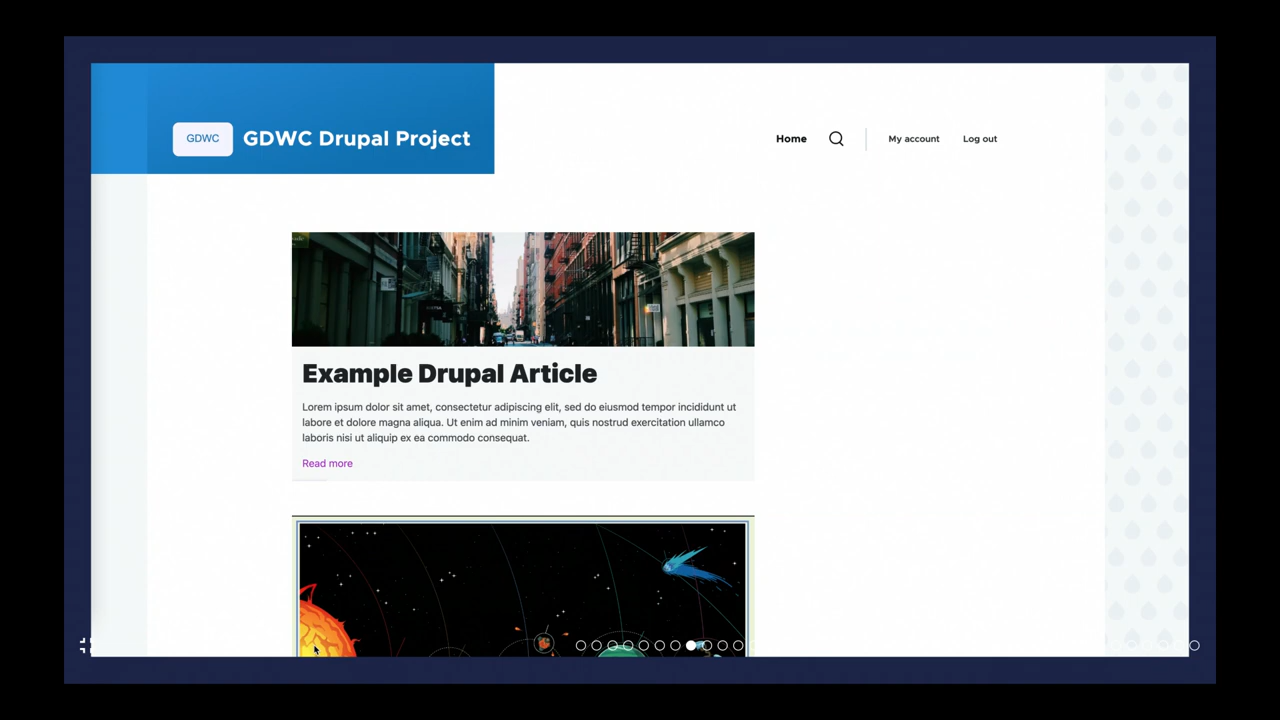 GDWC
GDWC Drupal Project
Home
My account
Log out
Example Drupal Article
Lorem ipsum dolor sit amet, consectetur adipiscing elit, sed do eiusmod tempor incididunt ut
labore et dolore magna aliqua. Ut enim ad minim veniam, quis nostrud exercitation ullamco
laboris nisi ut aliquip ex ea commodo consequat.
Read more